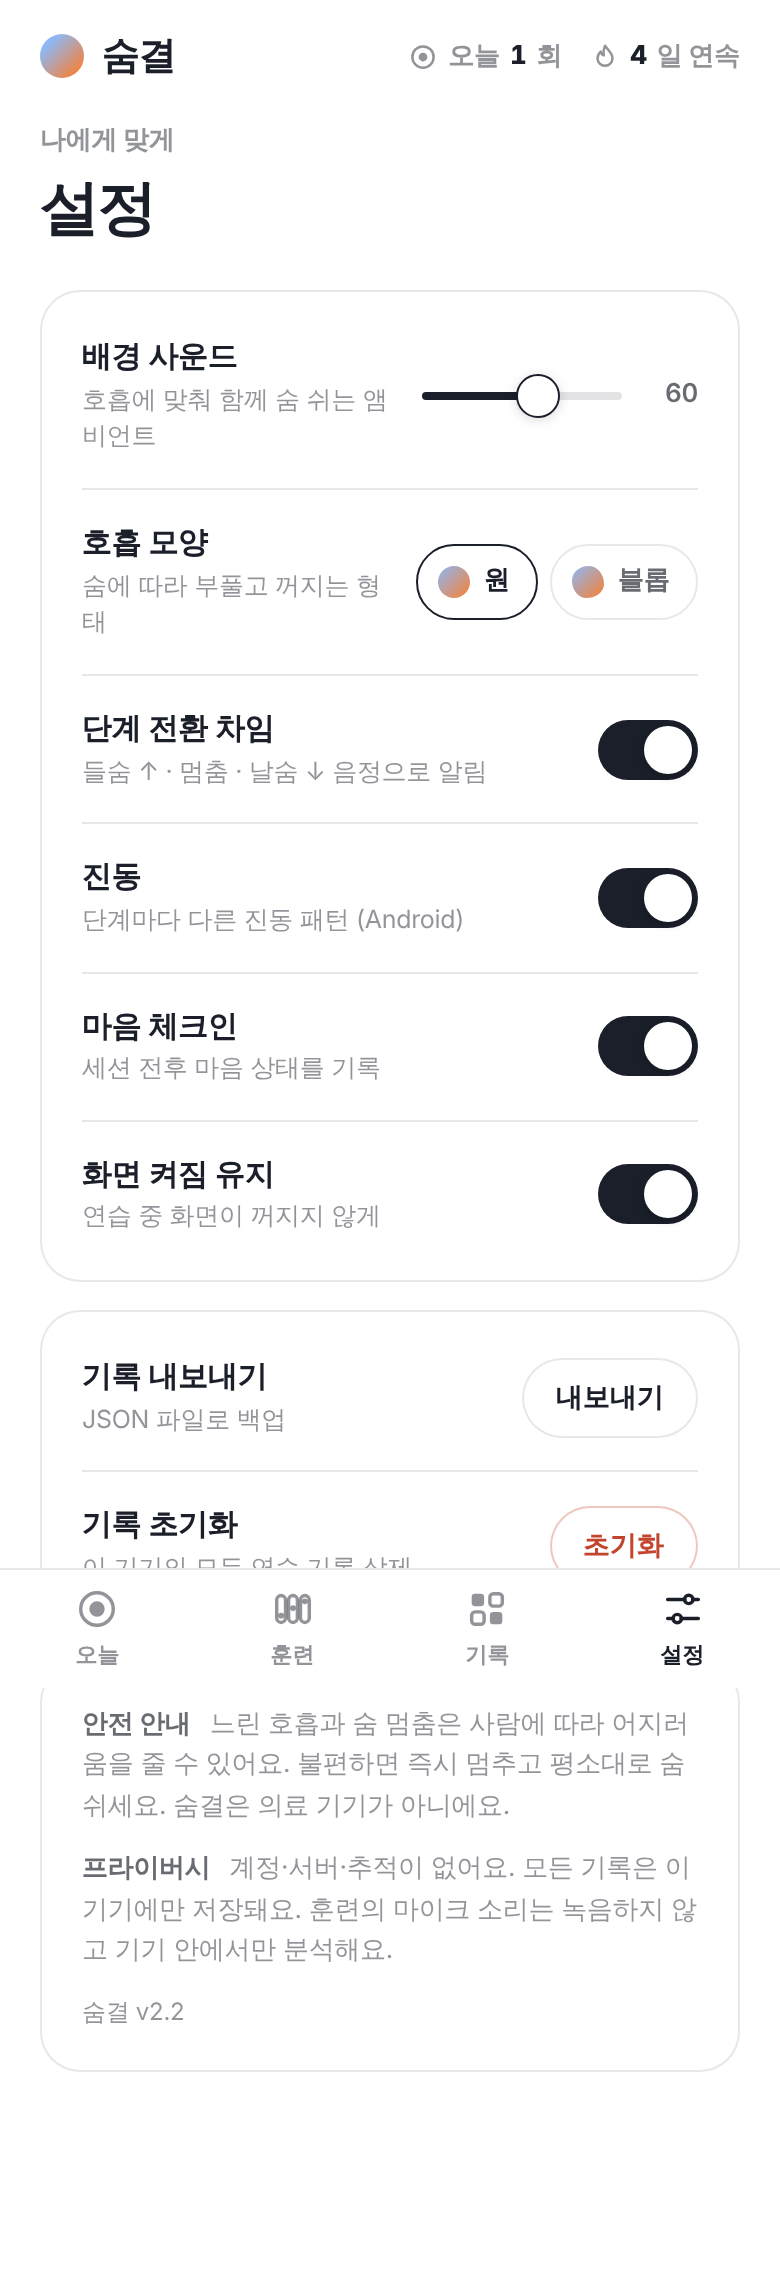 숨결
오늘 1 회
4 일 연속
나에게 맞게
설정
배경 사운드
호흡에 맞춰 함께 숨 쉬는 앰
비언트
60
호흡 모양
숨에 따라 부풀고 꺼지는 형
태
원
블롭
단계 전환 차임
들숨 ↑ · 멈춤 · 날숨 ↓ 음정으로 알림
진동
단계마다 다른 진동 패턴 (Android)
마음 체크인
세션 전후 마음 상태를 기록
화면 켜짐 유지
연습 중 화면이 꺼지지 않게
기록 내보내기
JSON 파일로 백업
내보내기
기록 초기화
이 기기의 모든 연습 기록 삭제
초기화
오늘
훈련
기록
설정
안전 안내 느린 호흡과 숨 멈춤은 사람에 따라 어지러
움을 줄 수 있어요. 불편하면 즉시 멈추고 평소대로 숨
쉬세요. 숨결은 의료 기기가 아니에요.
프라이버시 계정·서버·추적이 없어요. 모든 기록은 이
기기에만 저장돼요. 훈련의 마이크 소리는 녹음하지 않
고 기기 안에서만 분석해요.
숨결 v2.2